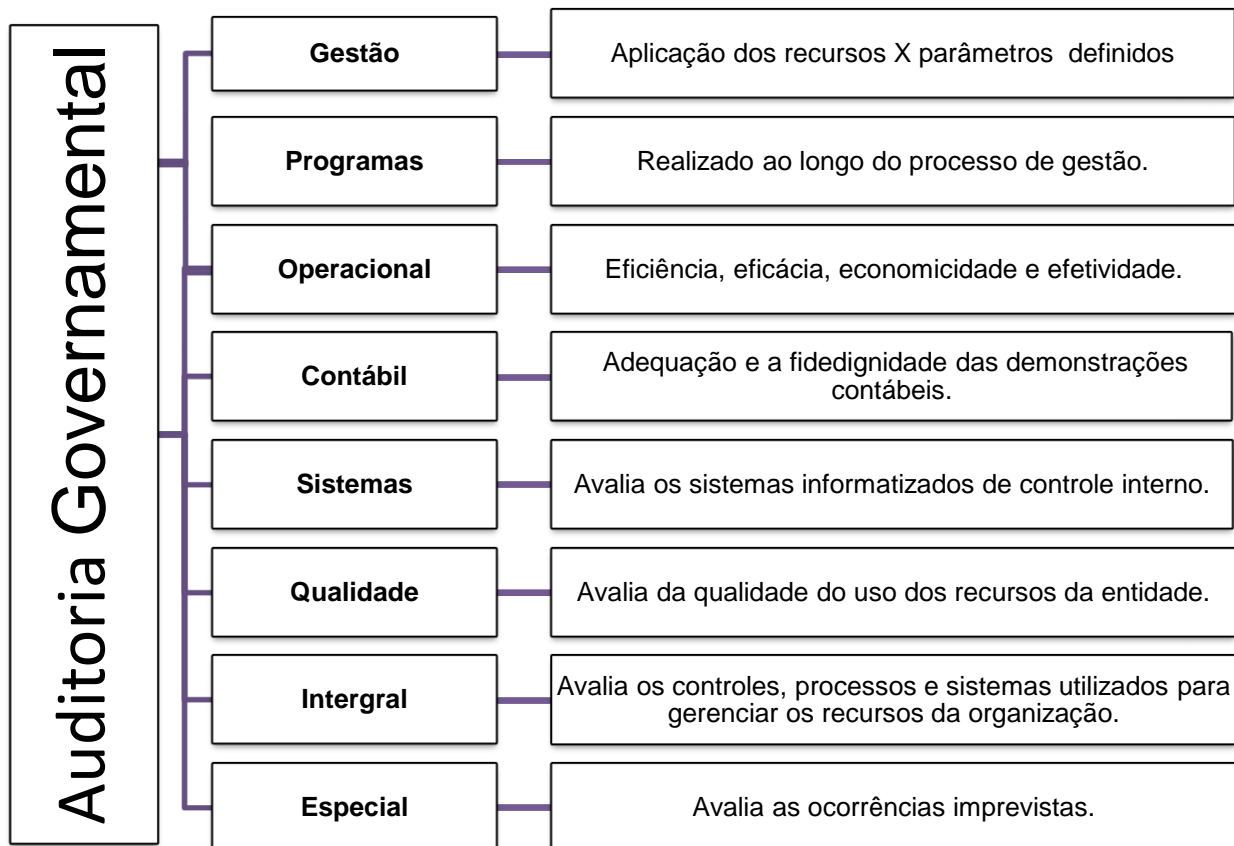 Auditoria Governamental
Gestão
Aplicação dos recursos X parâmetros  definidos
Programas
Realizado ao longo do processo de gestão.
Operacional
Eficiência, eficácia, economicidade e efetividade.
Contábil
Adequação e a fidedignidade das demonstrações
contábeis.
Sistemas
Avalia os sistemas informatizados de controle interno.
Qualidade
Avalia da qualidade do uso dos recursos da entidade.
Intergral
Avalia os controles, processos e sistemas utilizados para
gerenciar os recursos da organização.
Especial
Avalia as ocorrências imprevistas.